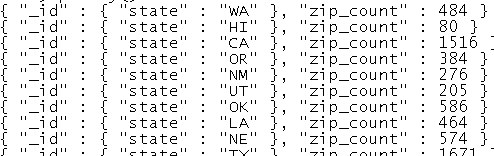 { "_id" : { "state" : "WA" }, "zip_count" : 484 }
{ "_id" : { "state" : "HI" }, "zip_count" : 80 }
{ "_id" : { "state" : "CA" }, "zip_count" : 1516
{ "_id" : { "state" : "OR" }, "zip_count" : 384 }
{ "_id" : { "state" : "NM" }, "zip_count" : 276 }
{ "_id" : { "state" : "UT" }, "zip_count" : 205 }
{ "_id" : { "state" : "OK" }, "zip_count" : 586 }
{ "_id" : { "state" : "LA" }, "zip_count" : 464 }
{ "_id" : { "state" : "NE" }, "zip_count" : 574 }
{ "_id" : { "state" : "TX" }, "zip_count" : 1671